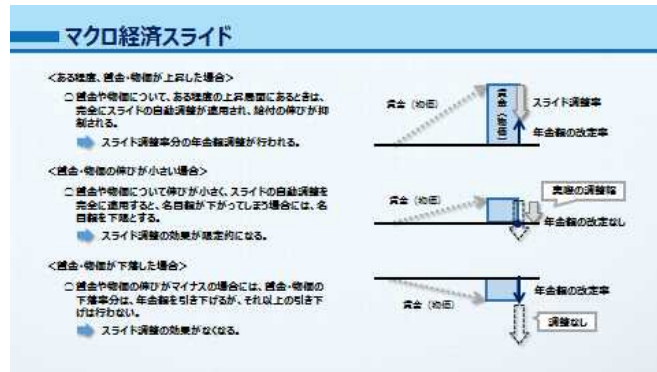 マクロ経済スライド
＜ある程度、賃金・物価が上昇した場合＞
○賃金や物価について、ある程度の上昇局面にあるときは、
完全にスライドの自動調整が適用され、給付の伸びが抑
制される。
スライド調整率分の年金額調整が行われる。
賃金（物価）
賃金（物価）
スライド調整率
年金額の改定率
＜賃金・物価の伸びが小さい場合＞
○賃金や物価について伸びが小さく、スライドの自動調整を
完全に適用すると、名目額が下がってしまう場合には、名
目額を下限とする。
スライド調整の効果が限定的になる。
賃金（物価）
実際の調整幅
年金額の改定なし
＜賃金・物価が下落した場合＞
○賃金や物価の伸びがマイナスの場合には、賃金・物価の
下落率分は、年金額を引き下げるが、それ以上の引き下
げは行わない。
スライド調整の効果がなくなる。
賃金（物価）
年金額の改定率
調整なし